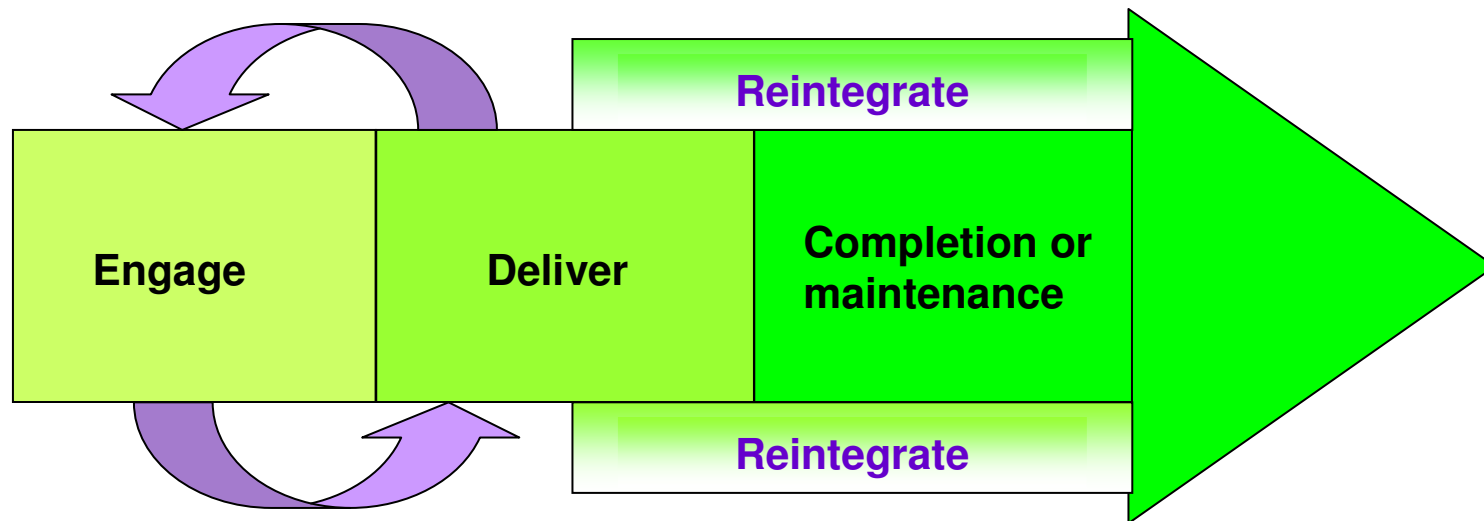 Reintegrate
Engage
Deliver
Completion or
maintenance
Reintegrate